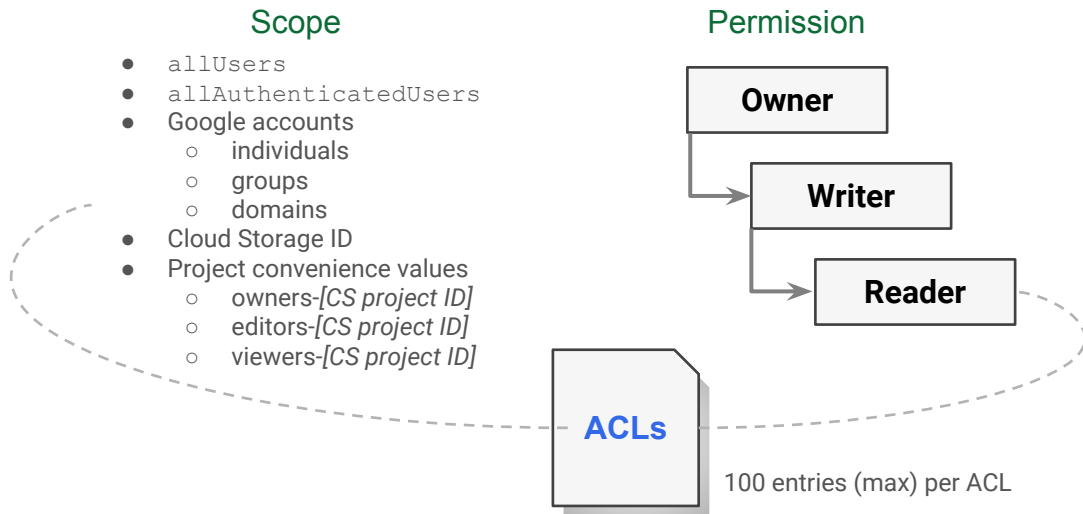 Scope
● allUsers
● allAuthenticatedUsers
● Google accounts
○ individuals
○ groups
○ domains
● Cloud Storage ID
● Project convenience values
○ owners-[CS project ID]
○ editors-[CS project ID]
○ viewers-[CS project ID]
Permission
Owner
Writer
Reader
ACLs
100 entries (max) per ACL